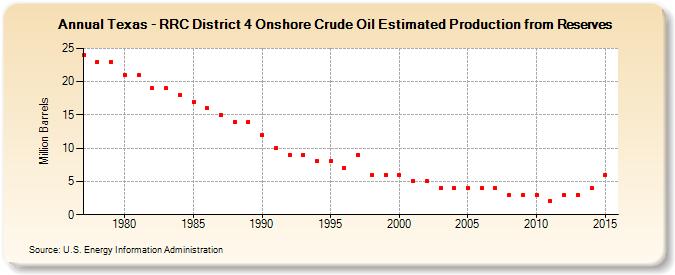 Annual Texas - RRC District 4 Onshore Crude Oil Estimated Production from Reserves
Million Barrels
25
20
15
10
5
0
1980 1985 1990 1995 2000 2005 2010 2015
Source: U.S. Energy Information Administration